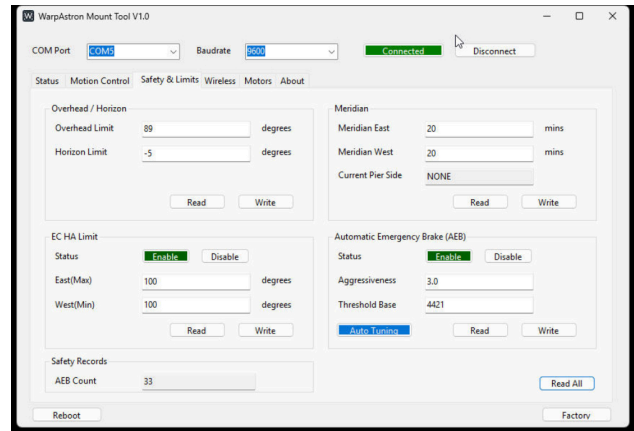 W WarpAstron Mount Tool V1.0
COM Port COM5 Baudrate 9600 Connected Disconnect
Status Motion Control Safety & Limits Wireless Motors About
Overhead / Horizon
Overhead Limit 89 degrees
Horizon Limit -5 degrees
Read Write
Meridian
Meridian East 20 mins
Meridian West 20 mins
Current Pier Side NONE
Read Write
EC HA Limit
Status Enable Disable
East(Max) 100 degrees
West(Min) 100 degrees
Read Write
Automatic Emergency Brake (AEB)
Status Enable Disable
Aggressiveness 3.0
Threshold Base 4421
Auto Tuning Read Write
Safety Records
AEB Count 33
Read All
Reboot Factory